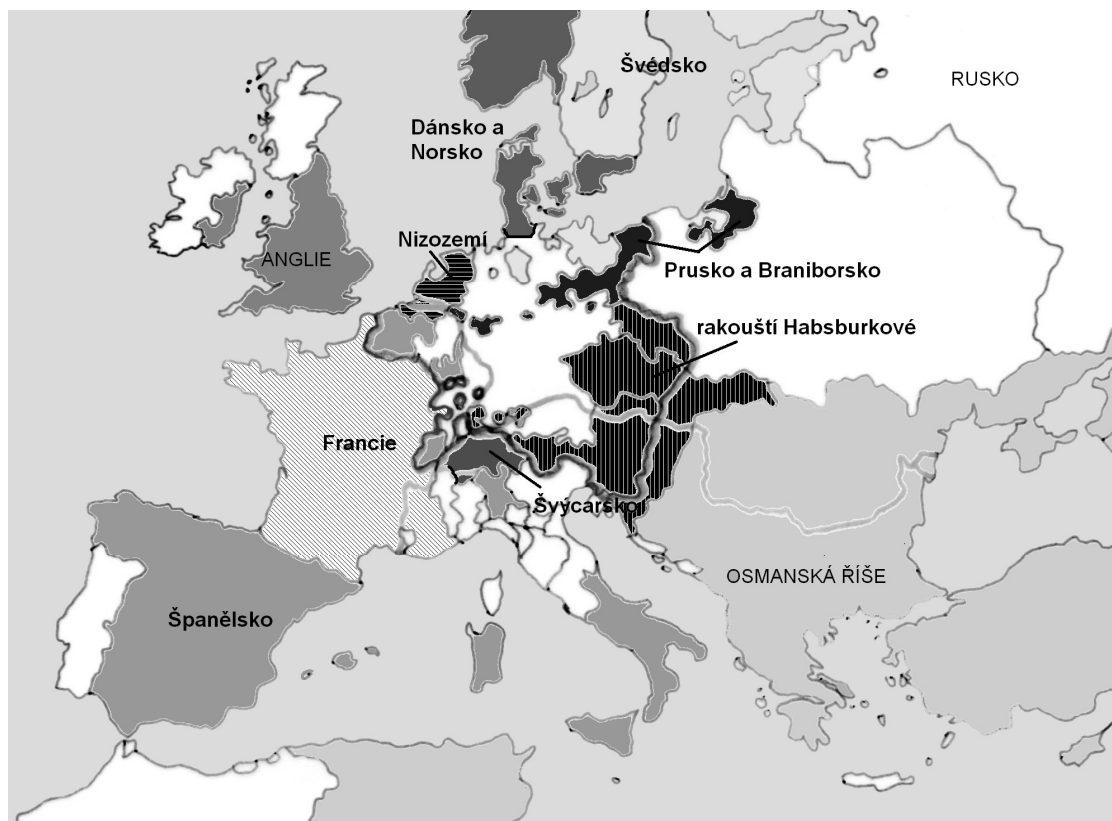 Švédsko
RUSKO
Dánsko a
Norsko
Nizozemí
ANGLIE
Prusko a Braniborsko
rakouští Habsburkové
Francie
Švýcarsko
OSMANSKÁ ŘÍŠE
Španělsko